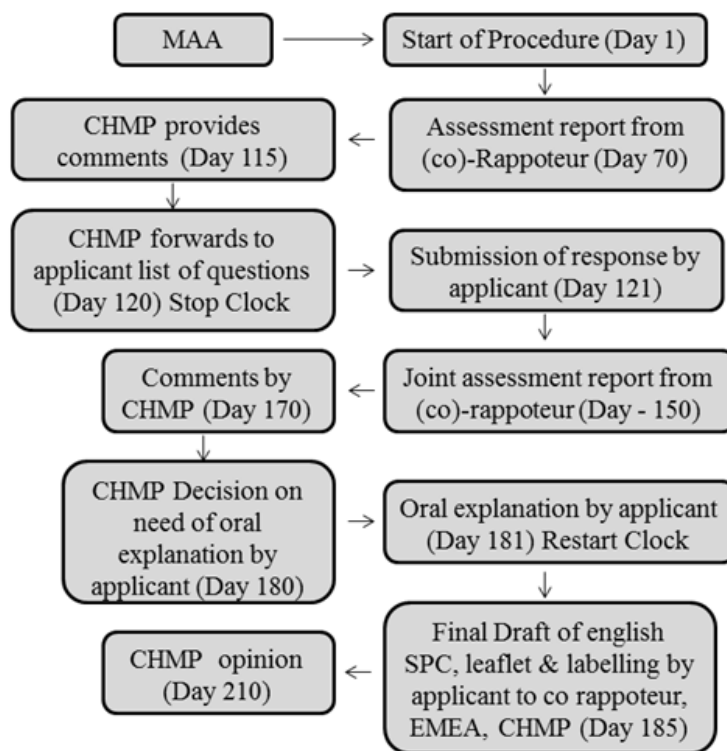 MAA
Start of Procedure (Day 1)
Assessment report from
(co)-Rappoteur (Day 70)
CHMP provides
comments (Day 115)
CHMP forwards to
applicant list of questions
(Day 120) Stop Clock
Submission of response by
applicant (Day 121)
Joint assessment report from
(co)-rappoteur (Day - 150)
Comments by
CHMP (Day 170)
CHMP Decision on
need of oral
explanation by
applicant (Day 180)
Oral explanation by applicant
(Day 181) Restart Clock
Final Draft of english
SPC, leaflet & labelling by
applicant to co rappoteur,
EMEA, CHMP (Day 185)
CHMP opinion
(Day 210)